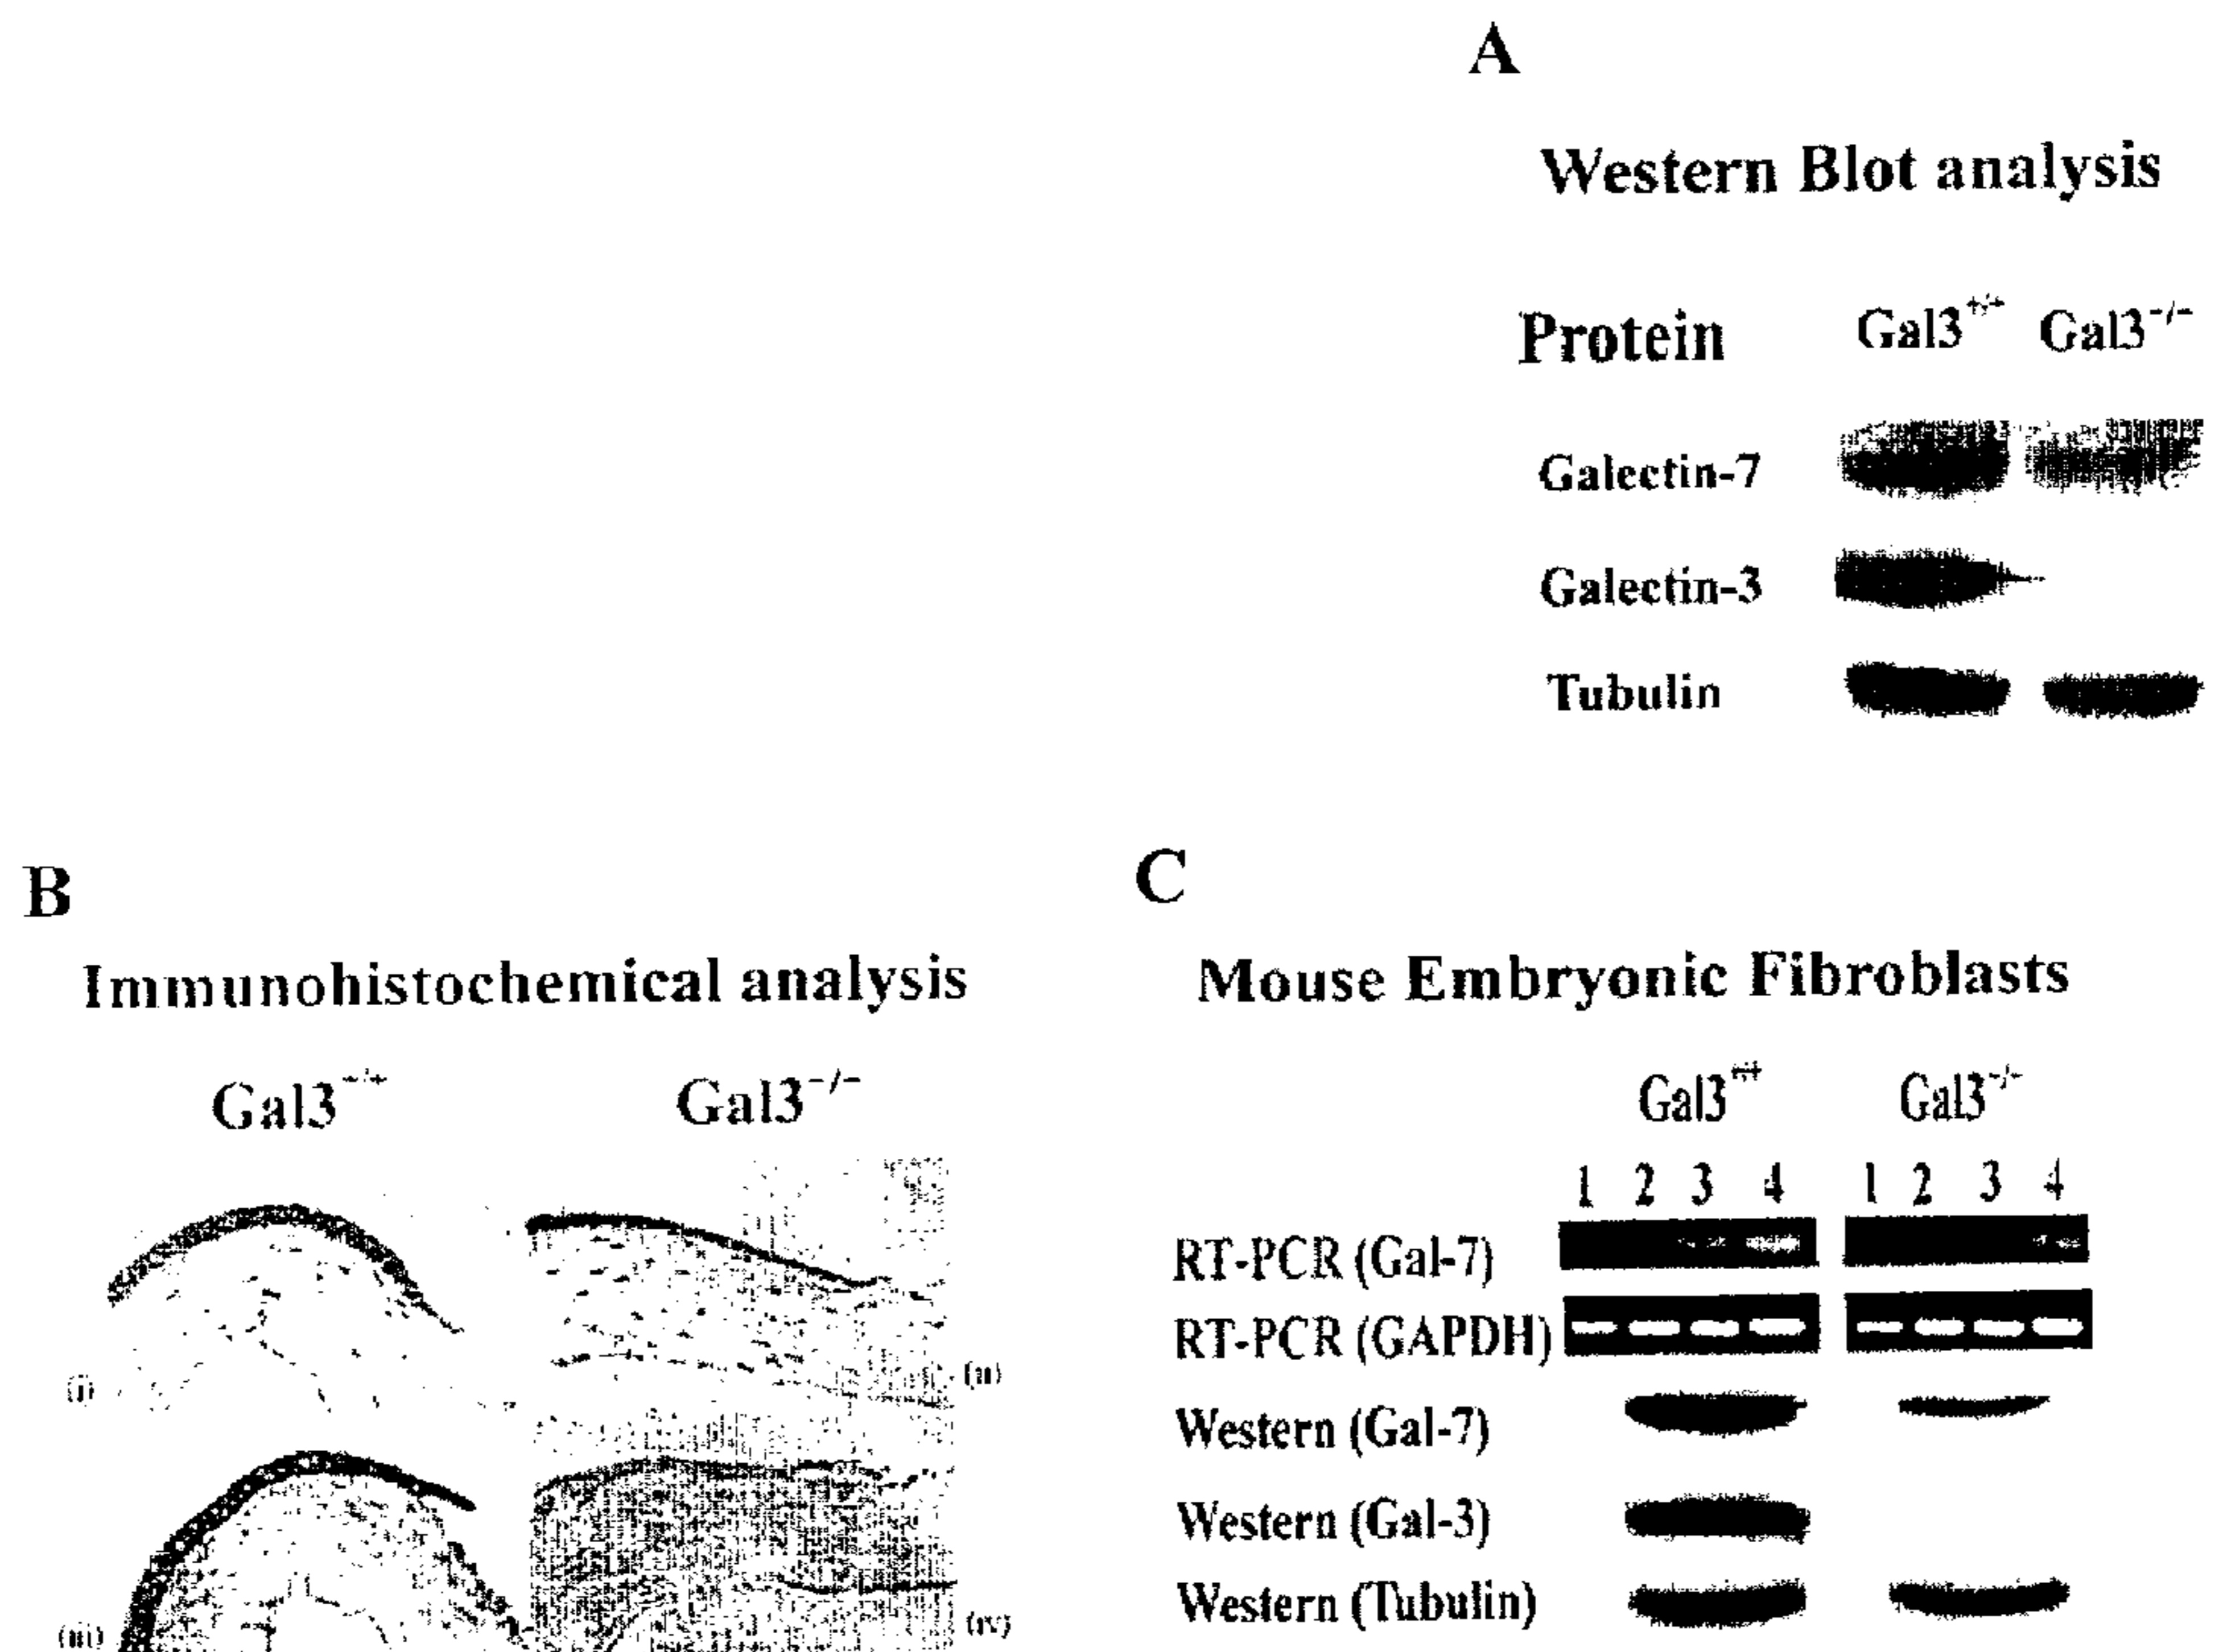 A
Western Blot analysis
Protein Gal3+/+ Gal3-/-
Galectin-7
Galectin-3
Tubulin
B
Immunohistochemical analysis
Gal3+/+ Gal3-/-
(i) (ii)
(iii) (iv)
C
Mouse Embryonic Fibroblasts
Gal3+/+ Gal3-/-
1 2 3 4 1 2 3 4
RT-PCR (Gal-7)
RT-PCR (GAPDH)
Western (Gal-7)
Western (Gal-3)
Western (Tubulin)